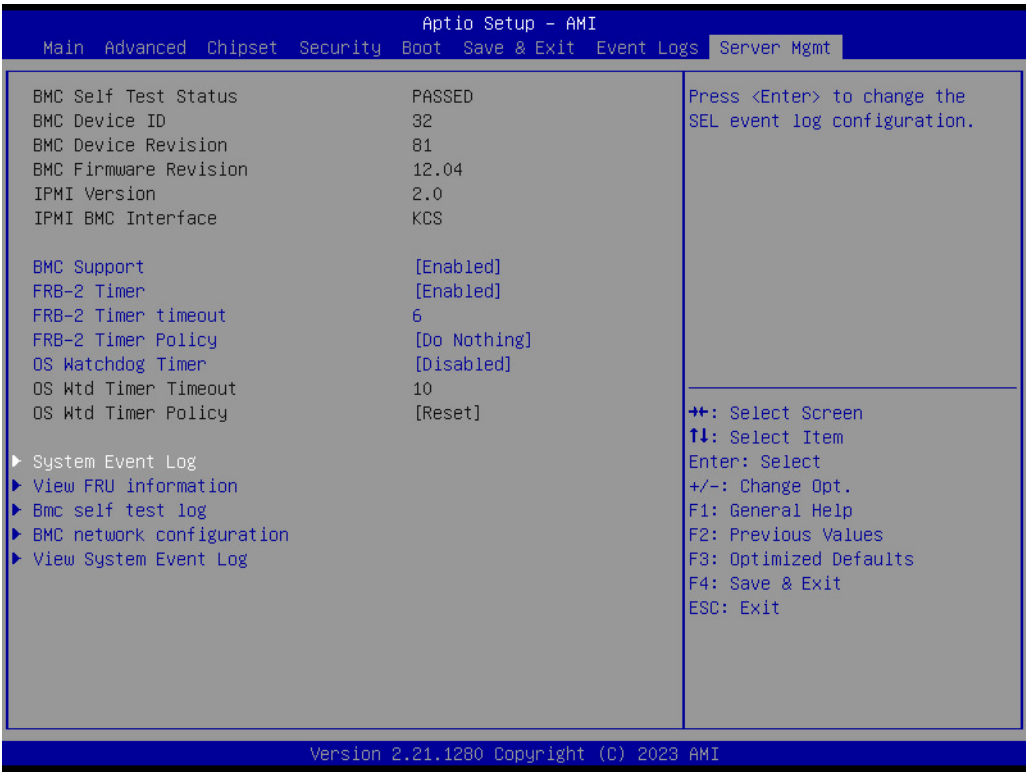 Aptio Setup – AMI
Main Advanced Chipset Security Boot Save & Exit Event Logs Server Mgmt
BMC Self Test Status PASSED
BMC Device ID 32
BMC Device Revision 81
BMC Firmware Revision 12.04
IPMI Version 2.0
IPMI BMC Interface KCS
BMC Support [Enabled]
FRB-2 Timer [Enabled]
FRB-2 Timer timeout 6
FRB-2 Timer Policy [Do Nothing]
OS Watchdog Timer [Disabled]
OS Wtd Timer Timeout 10
OS Wtd Timer Policy [Reset]
System Event Log
View FRU information
Bmc self test log
BMC network configuration
View System Event Log
Press <Enter> to change the
SEL event log configuration.
→←: Select Screen
↑↓: Select Item
Enter: Select
+/-: Change Opt.
F1: General Help
F2: Previous Values
F3: Optimized Defaults
F4: Save & Exit
ESC: Exit
Version 2.21.1280 Copyright (C) 2023 AMI